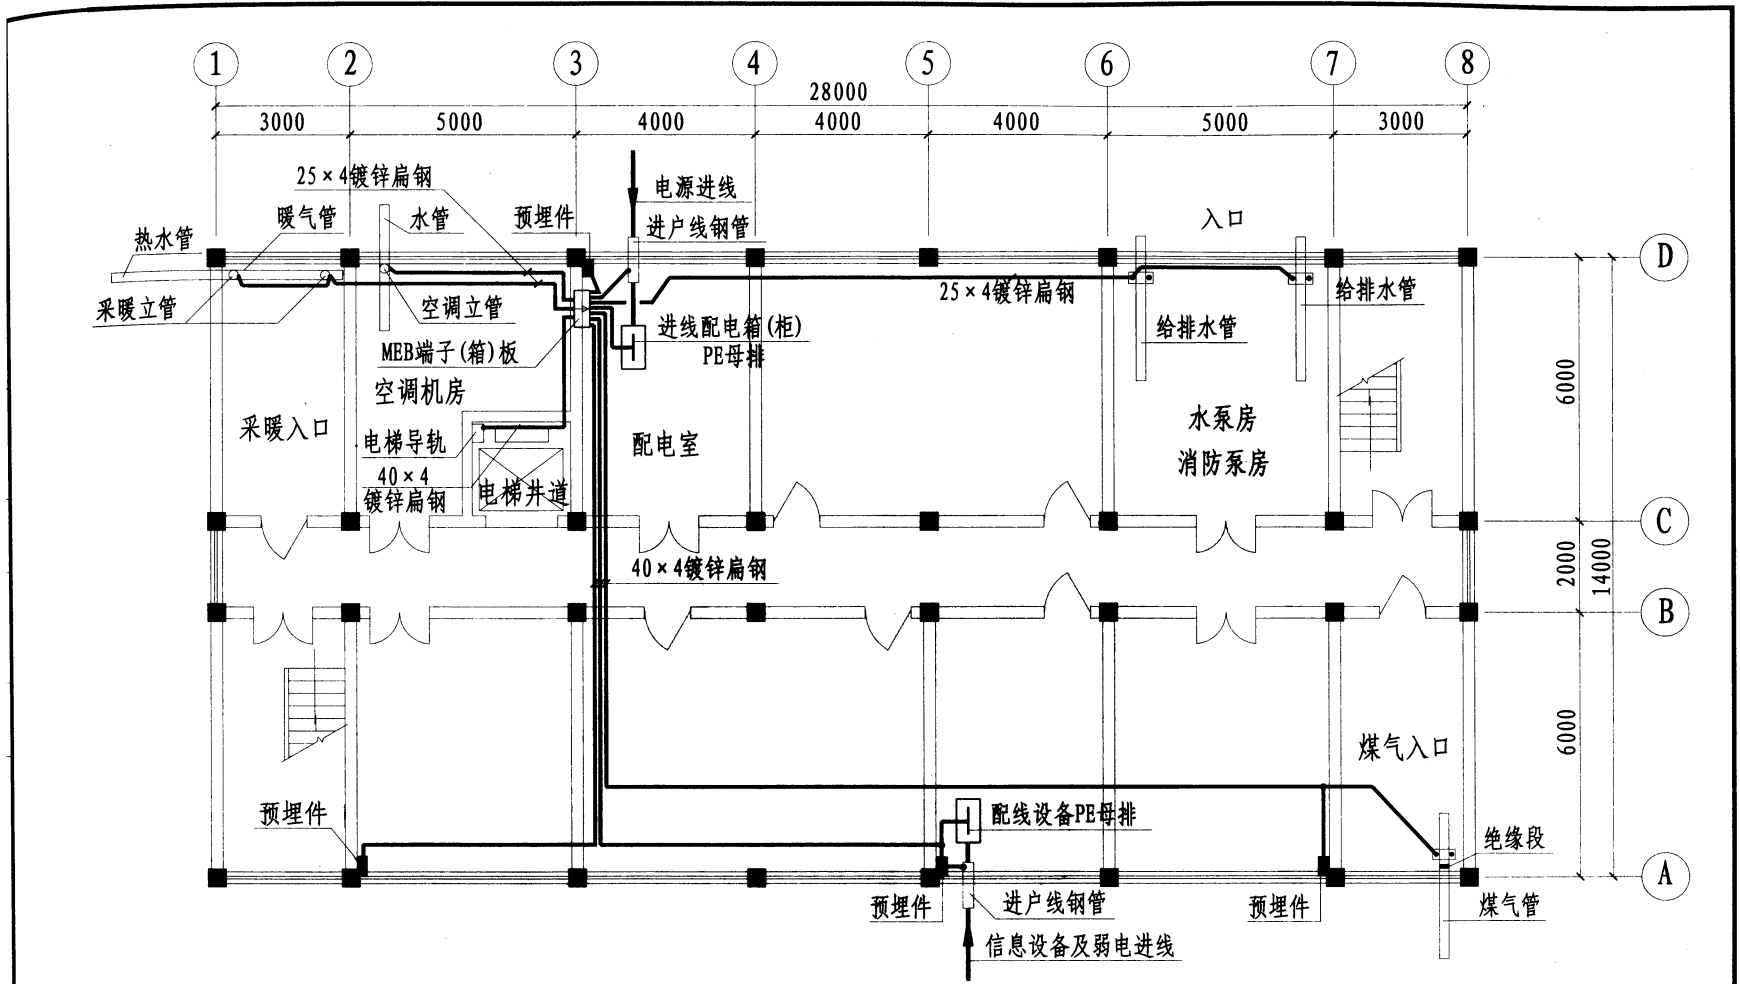 1 2 3 4 5 6 7 8
28000
3000 5000 4000 4000 4000 5000 3000
25×4镀锌扁钢
电源进线
暖气管
水管
预埋件
进户线钢管
入口
热水管
D
采暖立管
空调立管
25×4镀锌扁钢
给排水管
MEB端子(箱)板
进线配电箱(柜)
PE母排
给排水管
空调机房
6000
采暖入口
电梯导轨
配电室
水泵房
消防泵房
40×4
镀锌扁钢
电梯井道
C
40×4镀锌扁钢
2000
14000
B
6000
煤气入口
预埋件
配线设备PE母排
绝缘段
A
预埋件
进户线钢管
预埋件
煤气管
信息设备及弱电进线